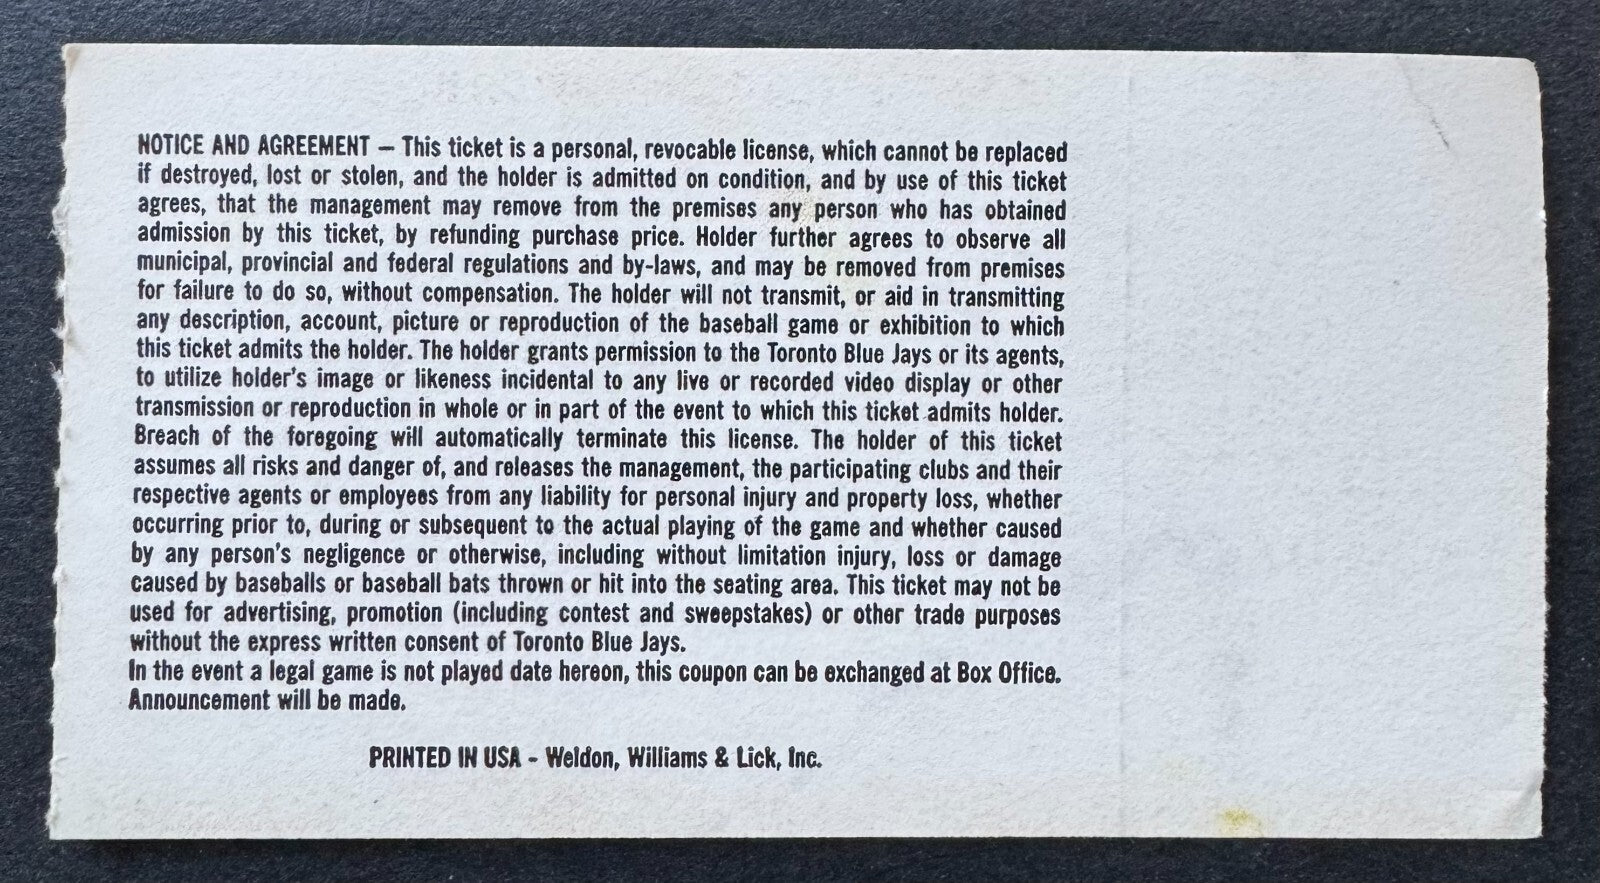 NOTICE AND AGREEMENT – This ticket is a personal, revocable license, which cannot be replaced
if destroyed, lost or stolen, and the holder is admitted on condition, and by use of this ticket
agrees, that the management may remove from the premises any person who has obtained
admission by this ticket, by refunding purchase price. Holder further agrees to observe all
municipal, provincial and federal regulations and by-laws, and may be removed from premises
for failure to do so, without compensation. The holder will not transmit, or aid in transmitting
any description, account, picture or reproduction of the baseball game or exhibition to which
this ticket admits the holder. The holder grants permission to the Toronto Blue Jays or its agents,
to utilize holder's image or likeness incidental to any live or recorded video display or other
transmission or reproduction in whole or in part of the event to which this ticket admits holder.
Breach of the foregoing will automatically terminate this license. The holder of this ticket
assumes all risks and danger of, and releases the management, the participating clubs and their
respective agents or employees from any liability for personal injury and property loss, whether
occurring prior to, during or subsequent to the actual playing of the game and whether caused
by any person's negligence or otherwise, including without limitation injury, loss or damage
caused by baseballs or baseball bats thrown or hit into the seating area. This ticket may not be
used for advertising, promotion (including contest and sweepstakes) or other trade purposes
without the express written consent of Toronto Blue Jays.
In the event a legal game is not played date hereon, this coupon can be exchanged at Box Office.
Announcement will be made.
PRINTED IN USA - Weldon, Williams & Lick, Inc.